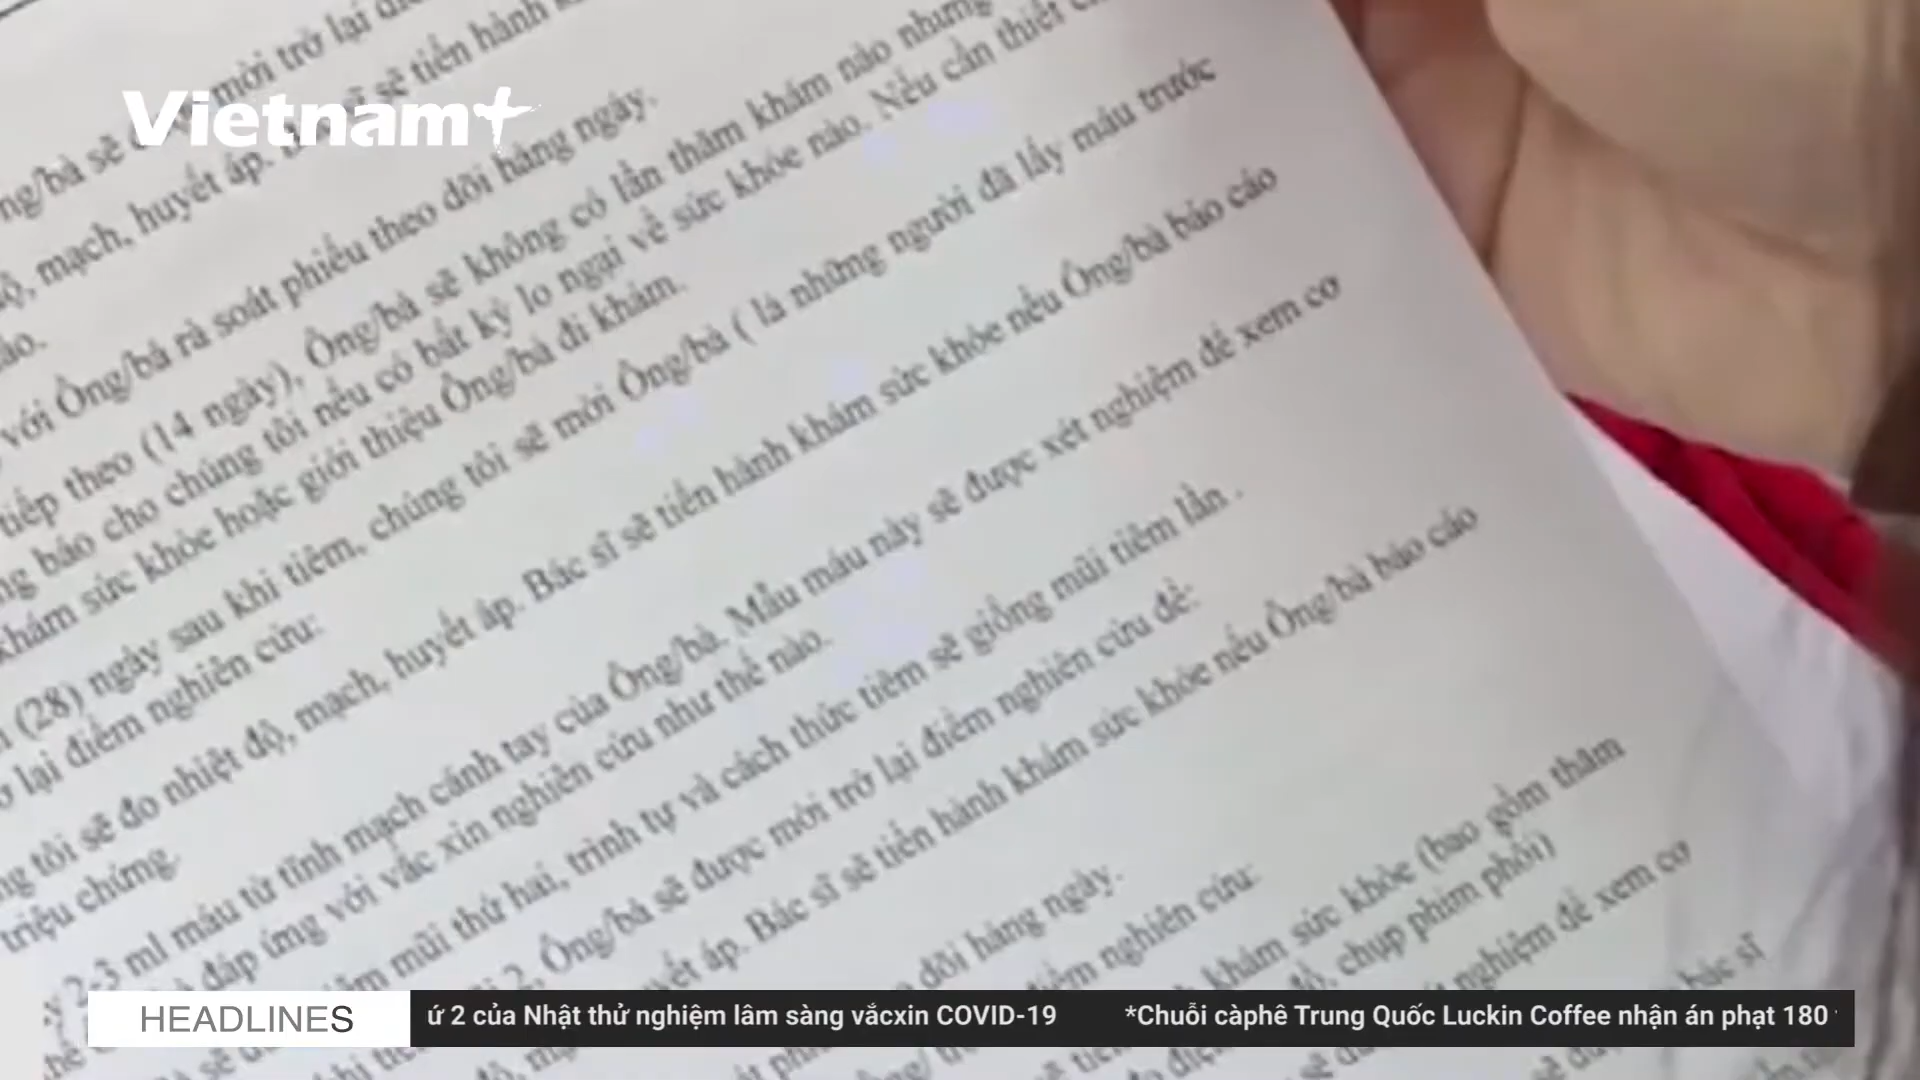 Vietnam+
mời trở lại
sẽ tiến hành
ng/bà sẽ
mạch, huyết áp.
với Ông/bà rà soát phiếu theo dõi hàng ngày.
tiếp theo (14 ngày), Ông/bà sẽ không có lần thăm khám nào nhưng
báo cho chúng tôi nếu có bất kỳ lo ngại về sức khỏe nào. Nếu cần thiết
khám sức khỏe hoặc giới thiệu Ông/bà đi khám.
(28) ngày sau khi tiêm, chúng tôi sẽ mời Ông/bà ( là những người đã lấy máu trước
lại điểm nghiên cứu:
ng tôi sẽ đo nhiệt độ, mạch, huyết áp. Bác sĩ sẽ tiến hành khám sức khỏe nếu Ông/bà báo cáo
triệu chứng.
2-3 ml máu từ tĩnh mạch cánh tay của Ông/bà. Mẫu máu này sẽ được xét nghiệm để xem cơ
đáp ứng với vắc xin nghiên cứu như thế nào.
mũi thứ hai, trình tự và cách thức tiêm sẽ giống mũi tiêm lần .
2, Ông/bà sẽ được mời trở lại điểm nghiên cứu để:
áp. Bác sĩ sẽ tiến hành khám sức khỏe nếu Ông/bà báo cáo
dõi hàng ngày.
nghiên cứu:
khám sức khỏe (bao gồm thăm
chụp phim phổi)
nghiệm để xem cơ
bác sĩ
HEADLINES
ứ 2 của Nhật thử nghiệm lâm sàng vắcxin COVID-19 *Chuỗi càphê Trung Quốc Luckin Coffee nhận án phạt 180